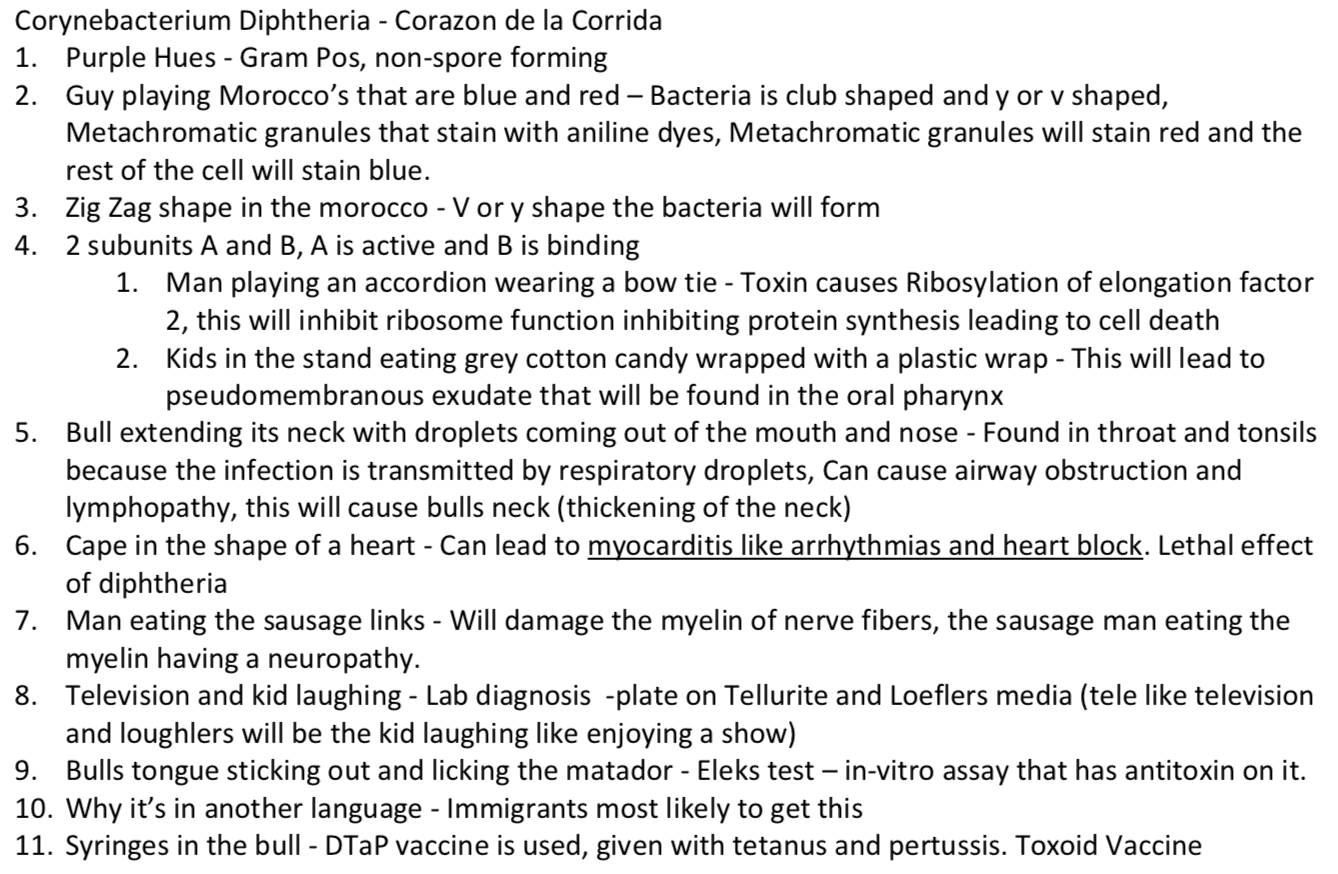 Corynebacterium Diphtheria - Corazon de la Corrida
1. Purple Hues - Gram Pos, non-spore forming
2. Guy playing Morocco’s that are blue and red – Bacteria is club shaped and y or v shaped,
Metachromatic granules that stain with aniline dyes, Metachromatic granules will stain red and the
rest of the cell will stain blue.
3. Zig Zag shape in the morocco - V or y shape the bacteria will form
4. 2 subunits A and B, A is active and B is binding
1. Man playing an accordion wearing a bow tie - Toxin causes Ribosylation of elongation factor
2, this will inhibit ribosome function inhibiting protein synthesis leading to cell death
2. Kids in the stand eating grey cotton candy wrapped with a plastic wrap - This will lead to
pseudomembranous exudate that will be found in the oral pharynx
5. Bull extending its neck with droplets coming out of the mouth and nose - Found in throat and tonsils
because the infection is transmitted by respiratory droplets, Can cause airway obstruction and
lymphopathy, this will cause bulls neck (thickening of the neck)
6. Cape in the shape of a heart - Can lead to myocarditis like arrhythmias and heart block. Lethal effect
of diphtheria
7. Man eating the sausage links - Will damage the myelin of nerve fibers, the sausage man eating the
myelin having a neuropathy.
8. Television and kid laughing - Lab diagnosis -plate on Tellurite and Loeflers media (tele like television
and loughlers will be the kid laughing like enjoying a show)
9. Bulls tongue sticking out and licking the matador - Eleks test – in-vitro assay that has antitoxin on it.
10. Why it’s in another language - Immigrants most likely to get this
11. Syringes in the bull - DTaP vaccine is used, given with tetanus and pertussis. Toxoid Vaccine